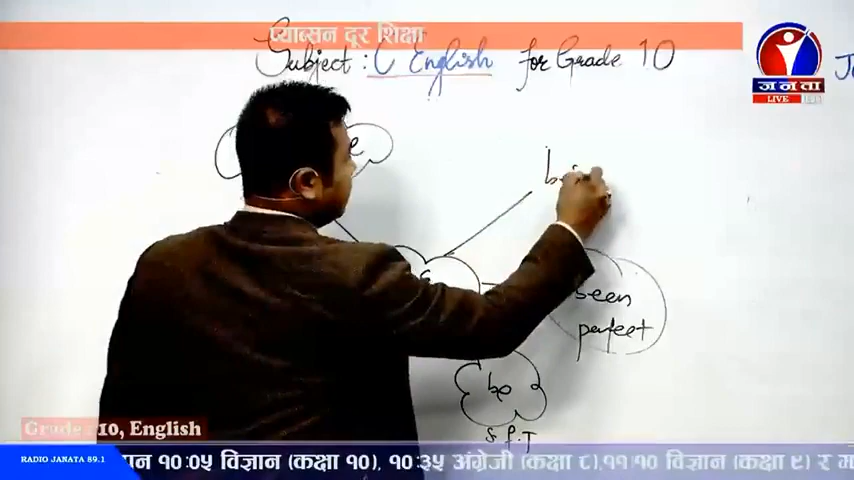 प्याब्सन दूर शिक्षा
Subject : C English for Grade 10
जनता
LIVE
been
perfect
be
S.F.T
Grade: 10, English
RADIO JANATA 89.1
१०:०५ विज्ञान (कक्षा १०), १०:३५ अंग्रेजी (कक्षा ८),११:१० विज्ञान (कक्षा ९) र